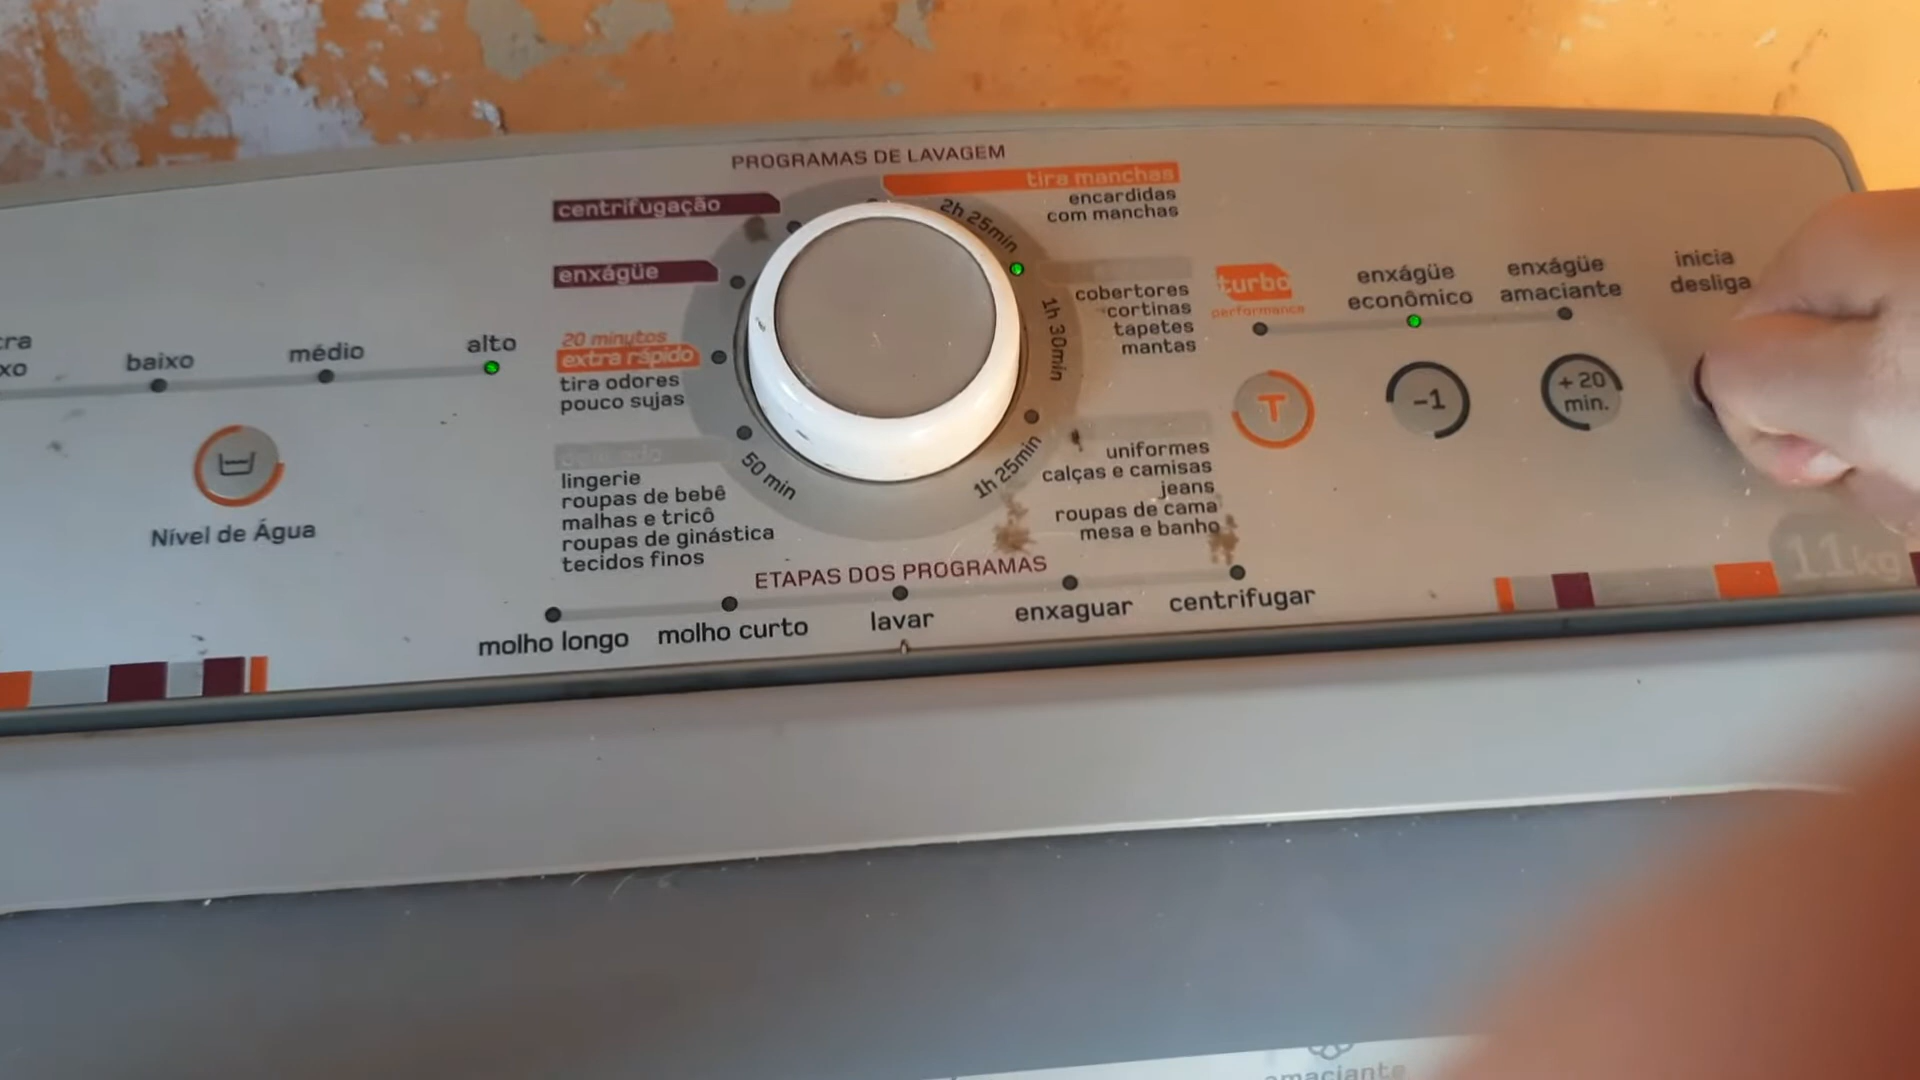 PROGRAMAS DE LAVAGEM
centrifugação
enxágüe
20 minutos
extra rápido
tira odores
pouco sujas
lingerie
roupas de bebê
malhas e tricô
roupas de ginástica
tecidos finos
50 min
2h 25min
1h 30min
1h 25min
tira manchas
encardidas
com manchas
cobertores
cortinas
tapetes
mantas
uniformes
calças e camisas
jeans
roupas de cama
mesa e banho
baixo
médio
alto
Nível de Água
turbo
performance
enxágüe
econômico
enxágüe
amaciante
inicia
desliga
T
-1
+ 20
min.
11kg
ETAPAS DOS PROGRAMAS
molho longo
molho curto
lavar
enxaguar
centrifugar